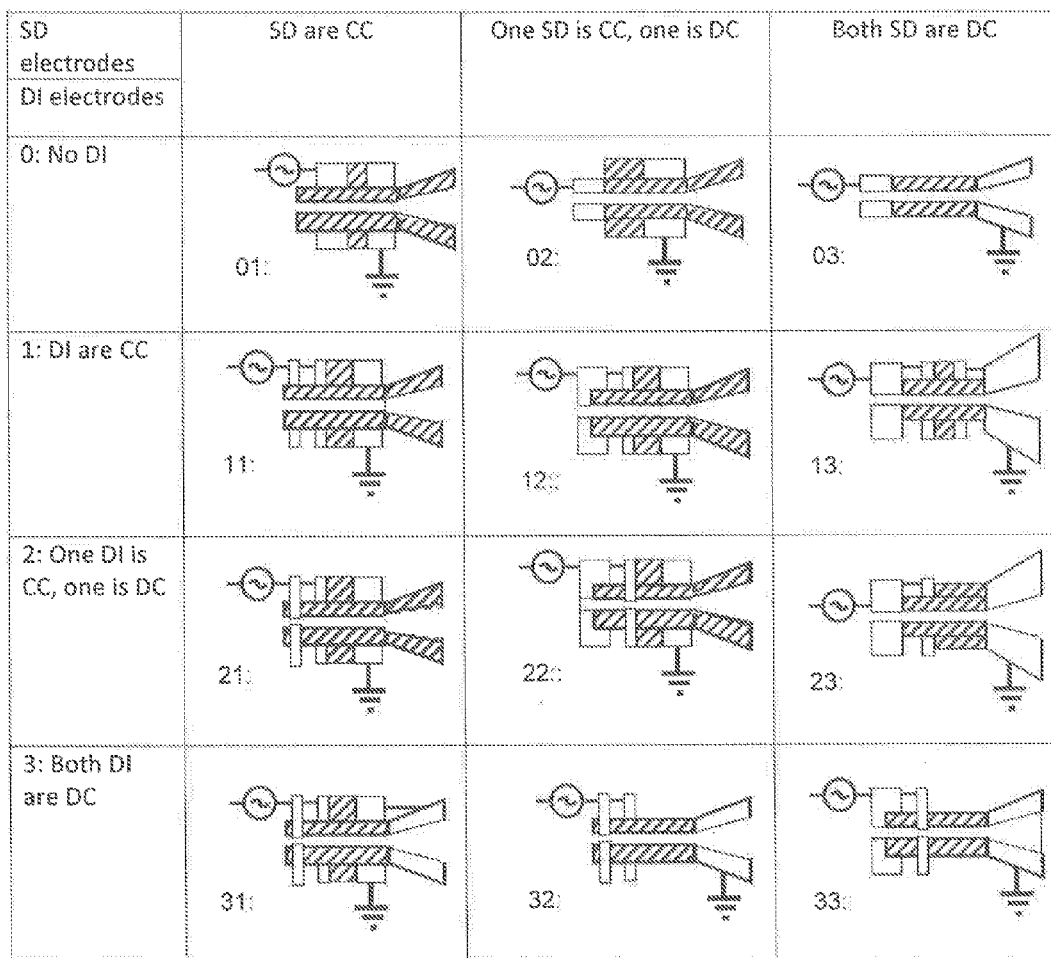 SD
electrodes
DI electrodes
SD are CC
One SD is CC, one is DC
Both SD are DC
0: No DI
01:
02:
03:
1: DI are CC
11:
12:
13:
2: One DI is
CC, one is DC
21:
22:
23:
3: Both DI
are DC
31:
32:
33: